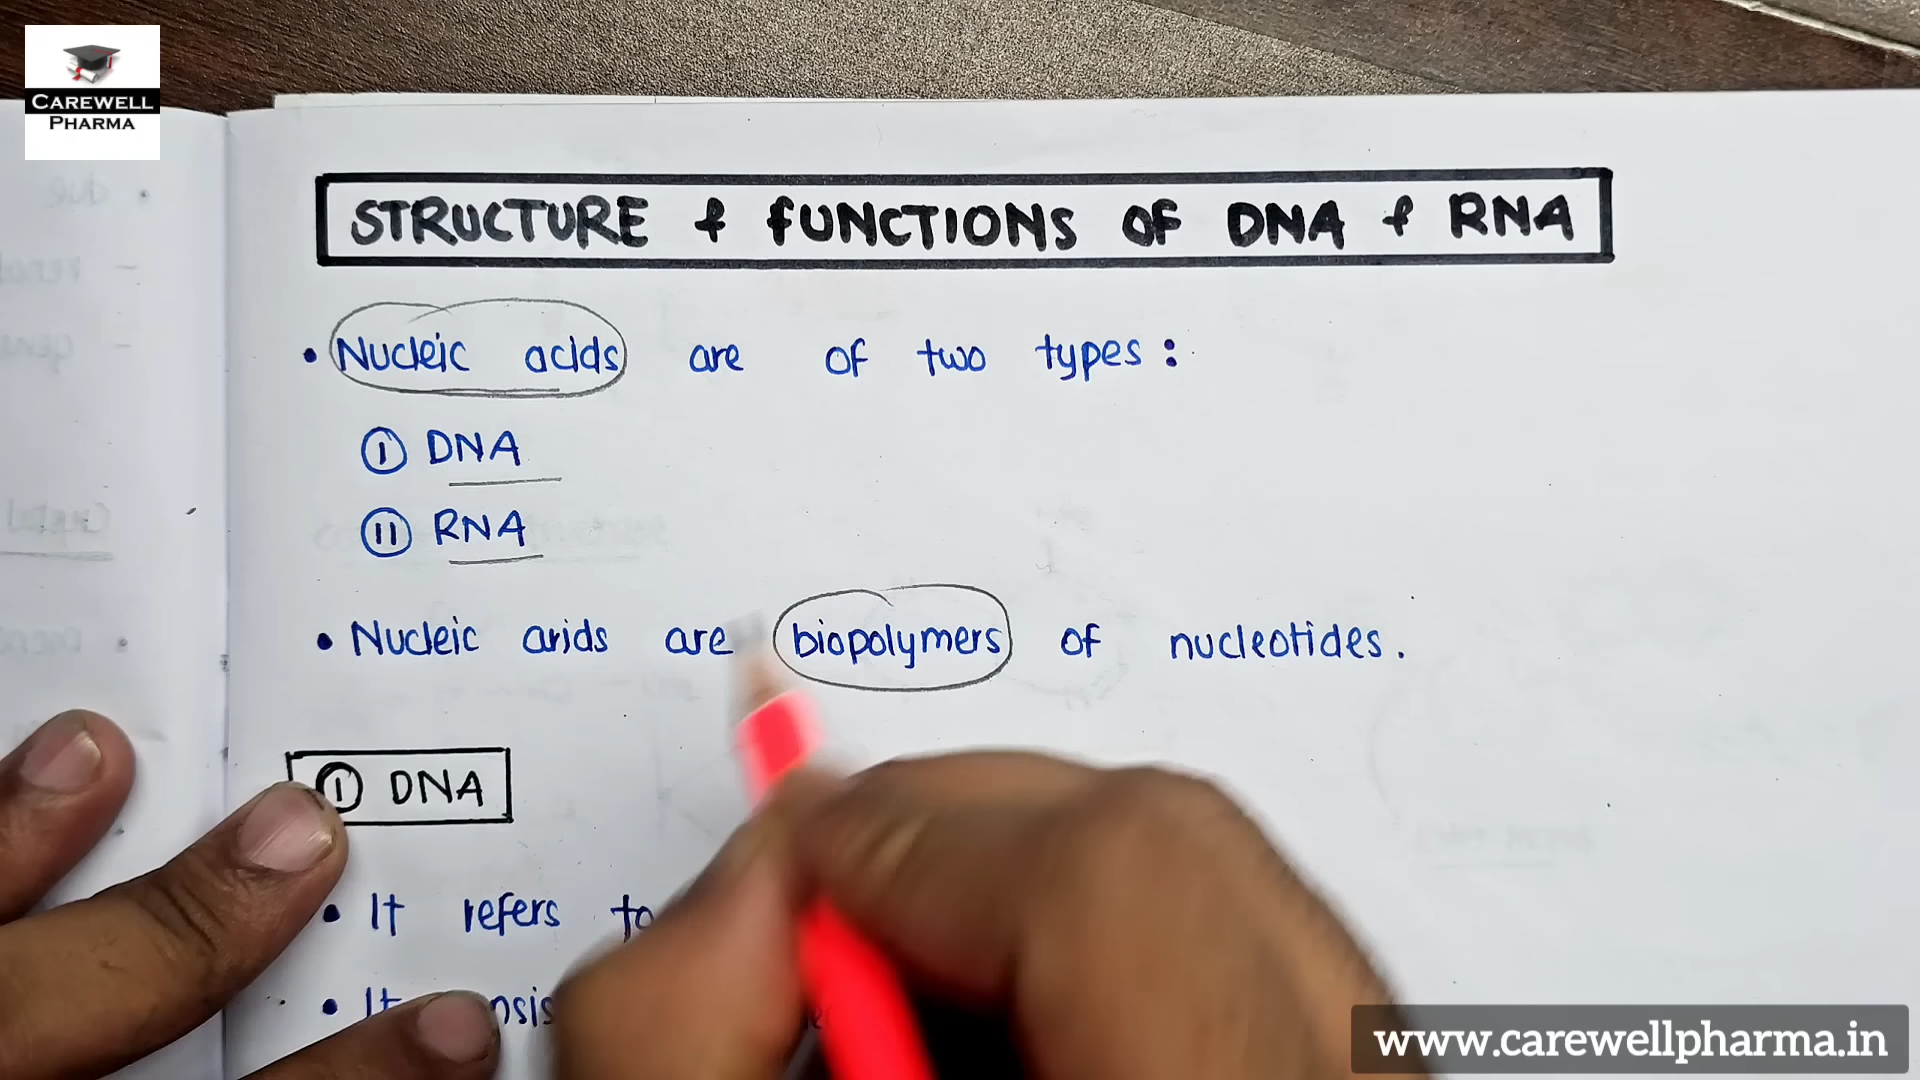 CAREWELL
PHARMA
STRUCTURE & FUNCTIONS OF DNA & RNA
• Nucleic acids are of two types :
I DNA
II RNA
• Nucleic acids are biopolymers of nucleotides.
I DNA
• It refers to
• It
www.carewellpharma.in